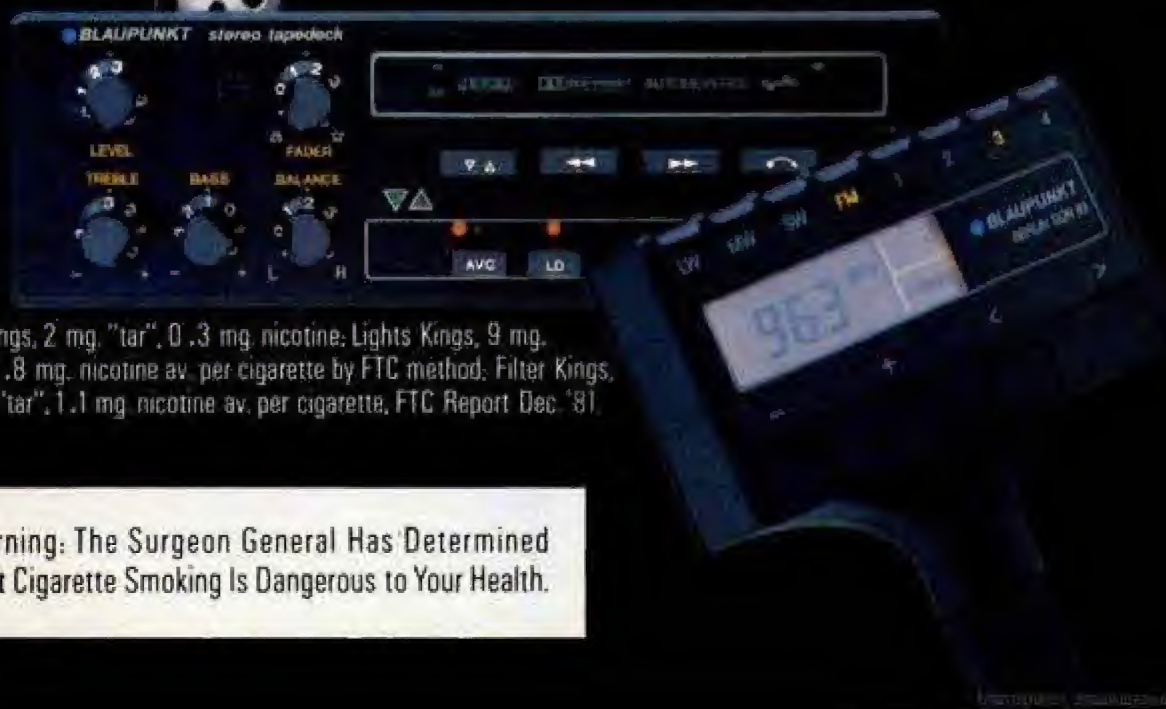 BLAUPUNKT stereo tapedeck
LEVEL
FADER
TREBLE BASS BALANCE
L R
AVC LD
LW SW FM 1 2 3 4
BLAUPUNKT
963
ngs, 2 mg. "tar", 0.3 mg. nicotine; Lights Kings, 9 mg.
.8 mg. nicotine av. per cigarette by FTC method; Filter Kings,
"tar", 1.1 mg. nicotine av. per cigarette, FTC Report Dec. '81.
rning: The Surgeon General Has Determined
t Cigarette Smoking Is Dangerous to Your Health.